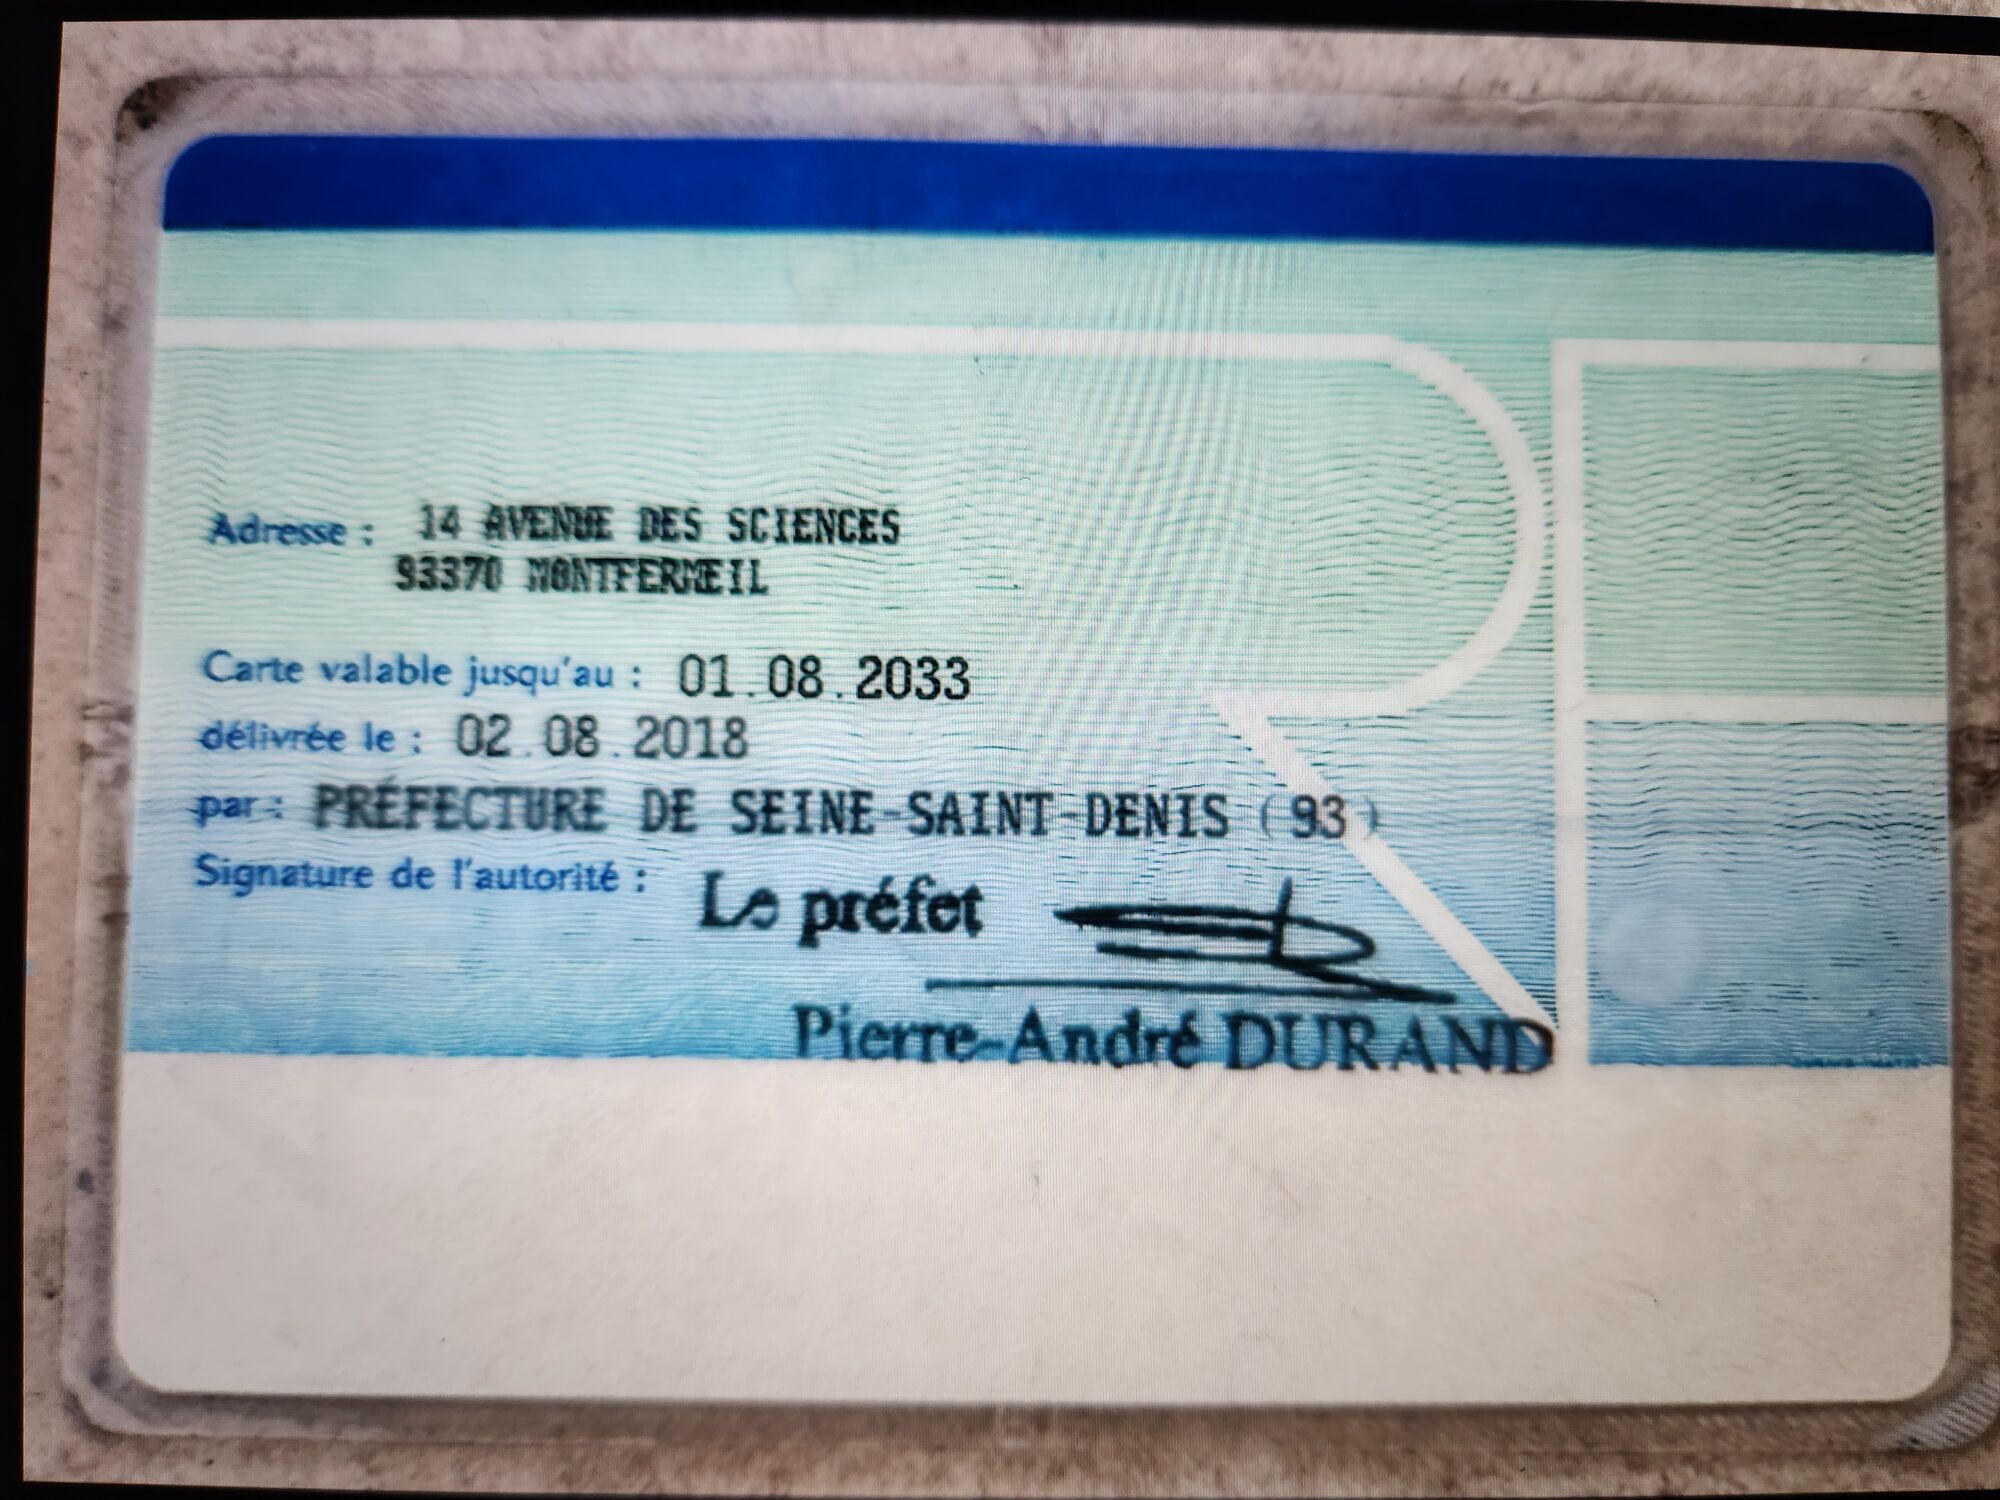 Adresse : 14 AVENUE DES SCIENCES
93370 MONTFERMEIL
Carte valable jusqu'au : 01.08.2033
délivrée le : 02.08.2018
par : PRÉFECTURE DE SEINE-SAINT-DENIS (93)
Signature de l'autorité :
Le préfet
Pierre-André DURAND